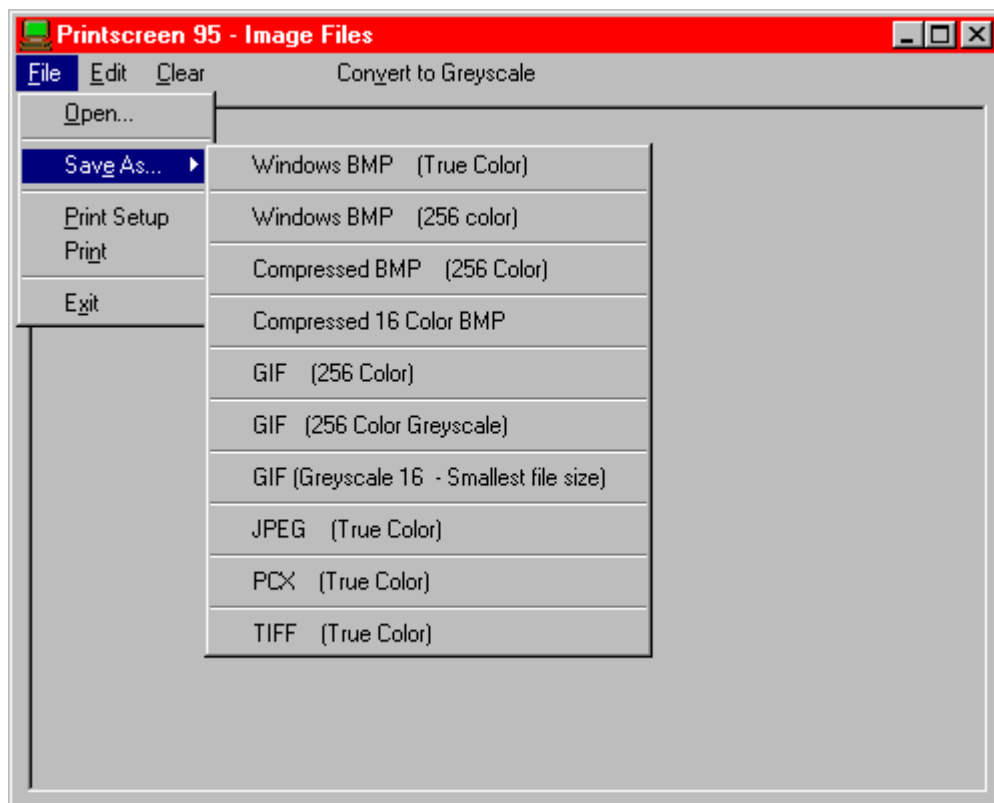 Printscreen 95 - Image Files
File Edit Clear Convert to Greyscale
Open...
Save As...
Print Setup
Print
Exit
Windows BMP (True Color)
Windows BMP (256 color)
Compressed BMP (256 Color)
Compressed 16 Color BMP
GIF (256 Color)
GIF (256 Color Greyscale)
GIF (Greyscale 16 - Smallest file size)
JPEG (True Color)
PCX (True Color)
TIFF (True Color)